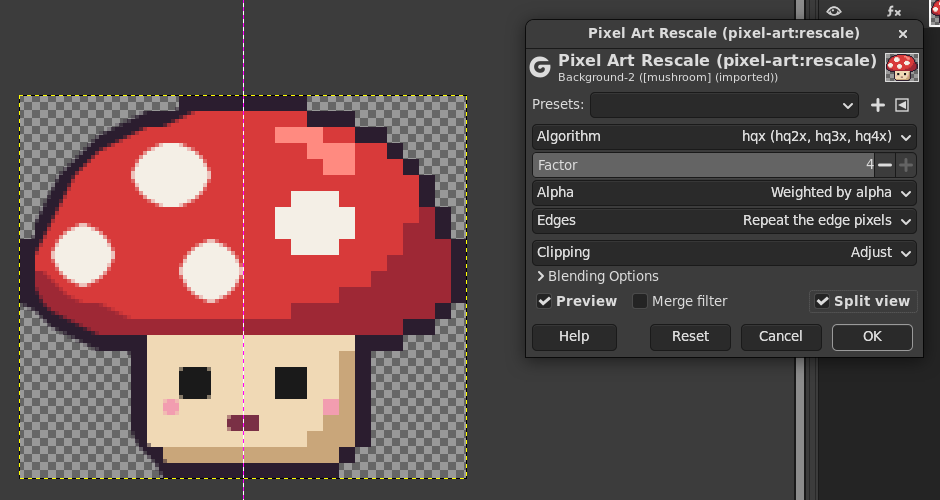 fx
Pixel Art Rescale (pixel-art:rescale)
Pixel Art Rescale (pixel-art:rescale)
Background-2 ([mushroom] (imported))
Presets:
Algorithm hqx (hq2x, hq3x, hq4x)
Factor 4
Alpha Weighted by alpha
Edges Repeat the edge pixels
Clipping Adjust
Blending Options
Preview Merge filter Split view
Help Reset Cancel OK